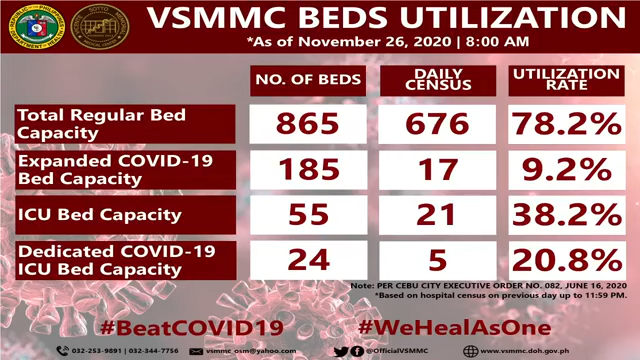 VSMMC BEDS UTILIZATION
*As of November 26, 2020 | 8:00 AM
NO. OF BEDS
DAILY
CENSUS
UTILIZATION
RATE
Total Regular Bed
Capacity
865
676
78.2%
Expanded COVID-19
Bed Capacity
185
17
9.2%
ICU Bed Capacity
55
21
38.2%
Dedicated COVID-19
ICU Bed Capacity
24
5
20.8%
Note: PER CEBU CITY EXECUTIVE ORDER NO. 082, JUNE 16, 2020
*Based on hospital census on previous day up to 11:59 PM.
#BeatCOVID19
#WeHealAsOne
032-253-9891 | 032-344-7756
vsmmc_osm@yahoo.com
@OfficialVSMMC
www.vsmmc.doh.gov.ph